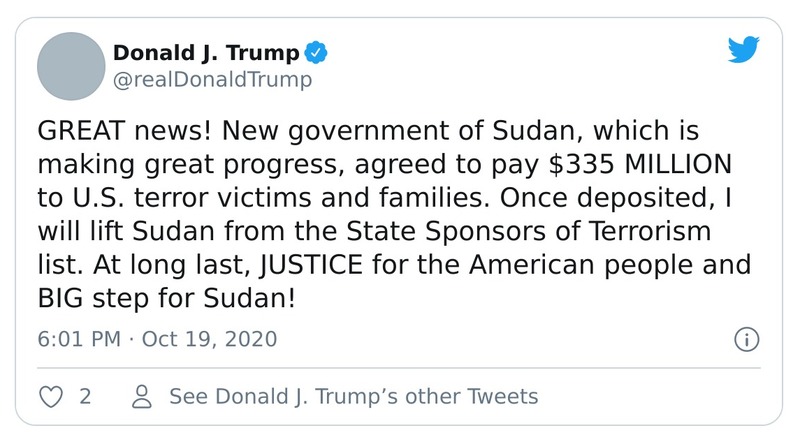 Donald J. Trump
@realDonaldTrump
GREAT news! New government of Sudan, which is
making great progress, agreed to pay $335 MILLION
to U.S. terror victims and families. Once deposited, I
will lift Sudan from the State Sponsors of Terrorism
list. At long last, JUSTICE for the American people and
BIG step for Sudan!
6:01 PM · Oct 19, 2020
2 See Donald J. Trump’s other Tweets